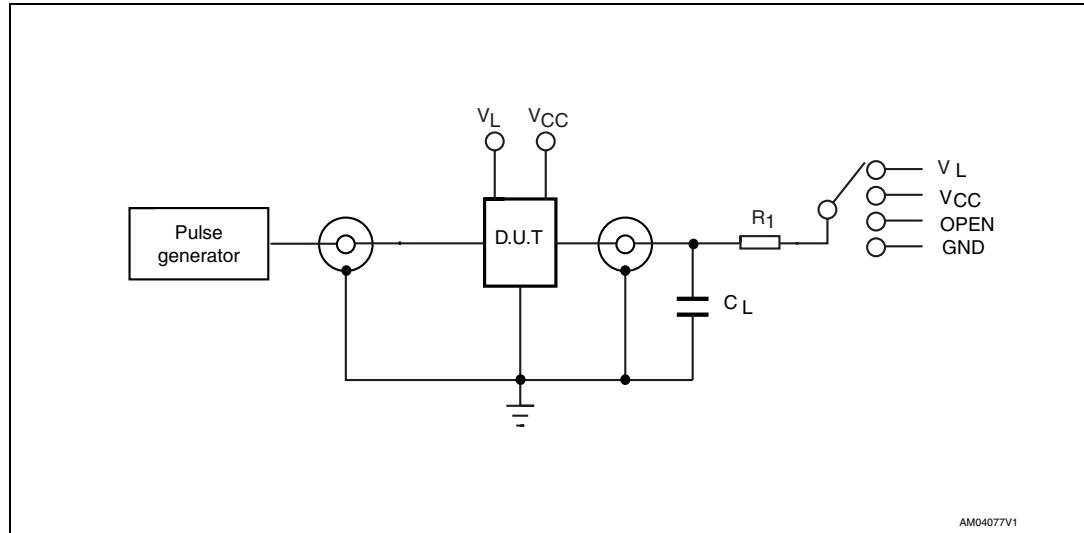 VL
VCC
Pulse
generator
D.U.T
R1
CL
VL
VCC
OPEN
GND
AM04077V1